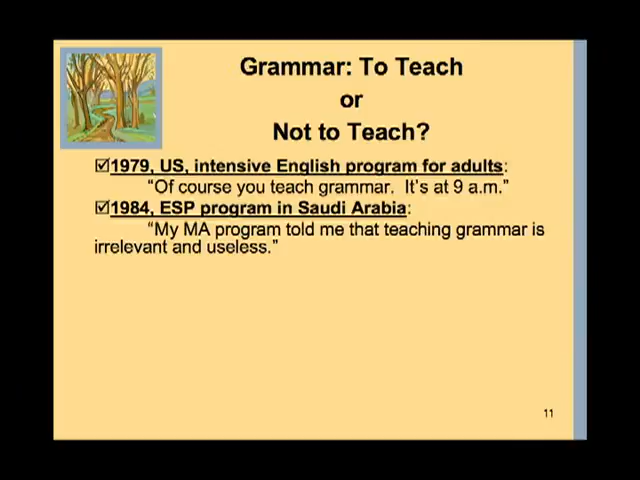 Grammar: To Teach
or
Not to Teach?
☑1979, US, intensive English program for adults:
“Of course you teach grammar. It's at 9 a.m.”
☑1984, ESP program in Saudi Arabia:
“My MA program told me that teaching grammar is
irrelevant and useless.”
11